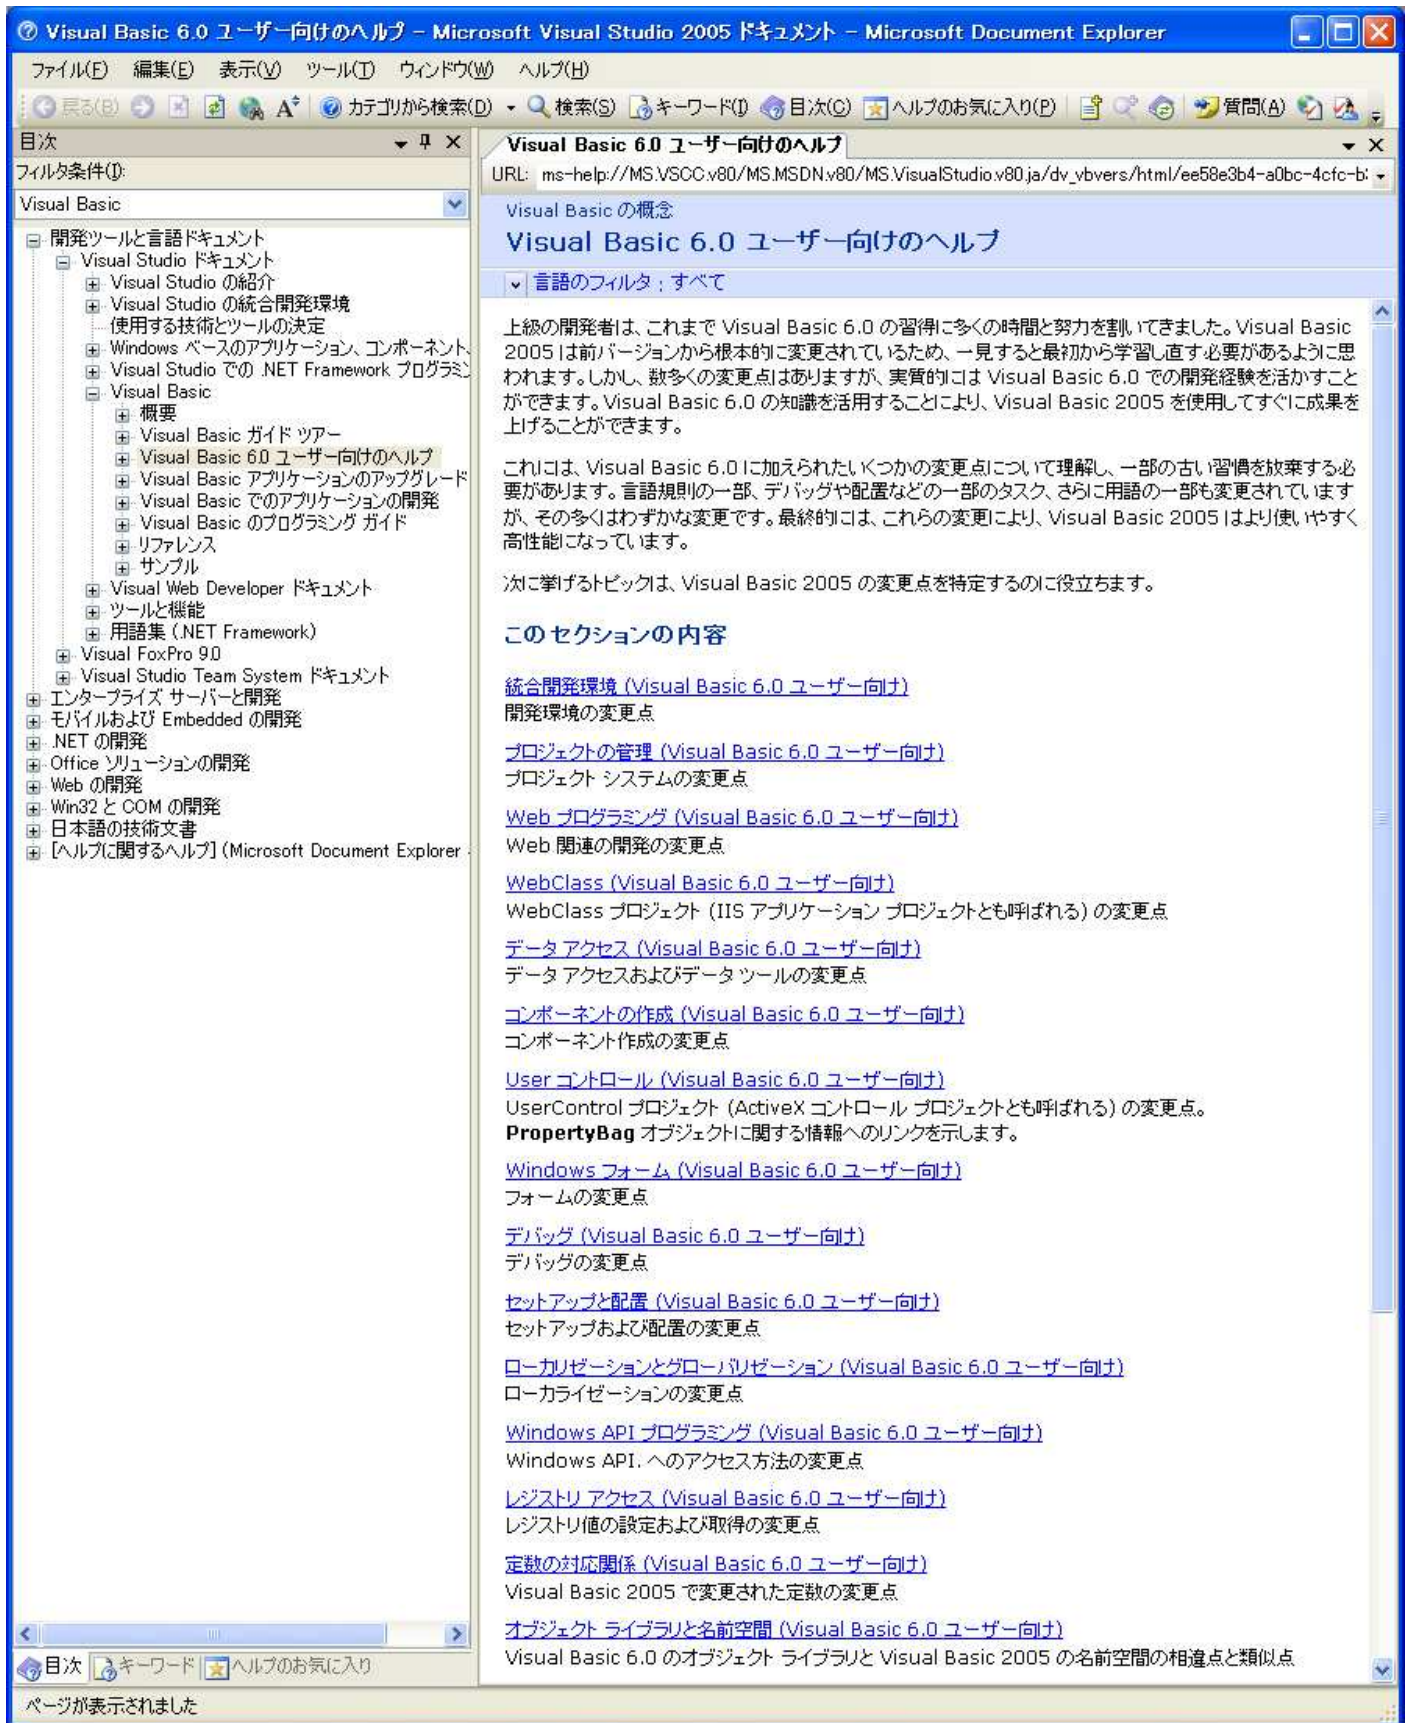 Visual Basic 6.0 ユーザー向けのヘルプ - Microsoft Visual Studio 2005 ドキュメント - Microsoft Document Explorer
ファイル(F) 編集(E) 表示(V) ツール(T) ウィンドウ(W) ヘルプ(H)
戻る(B) カテゴリから検索(D) 検索(S) キーワード(I) 目次(C) ヘルプのお気に入り(P) 質問(A)
目次
フィルタ条件(I):
Visual Basic
開発ツールと言語ドキュメント
Visual Studio ドキュメント
Visual Studio の紹介
Visual Studio の統合開発環境
使用する技術とツールの決定
Windows ベースのアプリケーション、コンポーネント、
Visual Studio での .NET Framework プログラミン
Visual Basic
概要
Visual Basic ガイド ツアー
Visual Basic 6.0 ユーザー向けのヘルプ
Visual Basic アプリケーションのアップグレード
Visual Basic でのアプリケーションの開発
Visual Basic のプログラミング ガイド
リファレンス
サンプル
Visual Web Developer ドキュメント
ツールと機能
用語集 (.NET Framework)
Visual FoxPro 9.0
Visual Studio Team System ドキュメント
エンタープライズ サーバーと開発
モバイルおよび Embedded の開発
.NET の開発
Office ソリューションの開発
Web の開発
Win32 と COM の開発
日本語の技術文書
[ヘルプに関するヘルプ] (Microsoft Document Explorer
目次 キーワード ヘルプのお気に入り
Visual Basic 6.0 ユーザー向けのヘルプ
URL: ms-help://MS.VSCC.v80/MS.MSDN.v80/MS.VisualStudio.v80.ja/dv_vbvers/html/ee58e3b4-a0bc-4cfc-b
Visual Basic の概念
Visual Basic 6.0 ユーザー向けのヘルプ
言語のフィルタ : すべて
上級の開発者は、これまで Visual Basic 6.0 の習得に多くの時間と努力を割いてきました。Visual Basic
2005 は前バージョンから根本的に変更されているため、一見すると最初から学習し直す必要があるように思
われます。しかし、数多くの変更点はありますが、実質的には Visual Basic 6.0 での開発経験を活かすこと
ができます。Visual Basic 6.0 の知識を活用することにより、Visual Basic 2005 を使用してすぐに成果を
上げることができます。
これには、Visual Basic 6.0 に加えられたいくつかの変更点について理解し、一部の古い習慣を放棄する必
要があります。言語規則の一部、デバッグや配置などの一部のタスク、さらに用語の一部も変更されています
が、その多くはわずかな変更です。最終的には、これらの変更により、Visual Basic 2005 はより使いやすく
高性能になっています。
次に挙げるトピックは、Visual Basic 2005 の変更点を特定するのに役立ちます。
このセクションの内容
統合開発環境 (Visual Basic 6.0 ユーザー向け)
開発環境の変更点
プロジェクトの管理 (Visual Basic 6.0 ユーザー向け)
プロジェクト システムの変更点
Web プログラミング (Visual Basic 6.0 ユーザー向け)
Web 関連の開発の変更点
WebClass (Visual Basic 6.0 ユーザー向け)
WebClass プロジェクト (IIS アプリケーション プロジェクトとも呼ばれる) の変更点
データ アクセス (Visual Basic 6.0 ユーザー向け)
データ アクセスおよびデータ ツールの変更点
コンポーネントの作成 (Visual Basic 6.0 ユーザー向け)
コンポーネント作成の変更点
User コントロール (Visual Basic 6.0 ユーザー向け)
UserControl プロジェクト (ActiveX コントロール プロジェクトとも呼ばれる) の変更点。
PropertyBag オブジェクトに関する情報へのリンクを示します。
Windows フォーム (Visual Basic 6.0 ユーザー向け)
フォームの変更点
デバッグ (Visual Basic 6.0 ユーザー向け)
デバッグの変更点
セットアップと配置 (Visual Basic 6.0 ユーザー向け)
セットアップおよび配置の変更点
ローカリゼーションとグローバリゼーション (Visual Basic 6.0 ユーザー向け)
ローカライゼーションの変更点
Windows API プログラミング (Visual Basic 6.0 ユーザー向け)
Windows API. へのアクセス方法の変更点
レジストリ アクセス (Visual Basic 6.0 ユーザー向け)
レジストリ値の設定および取得の変更点
定数の対応関係 (Visual Basic 6.0 ユーザー向け)
Visual Basic 2005 で変更された定数の変更点
オブジェクト ライブラリと名前空間 (Visual Basic 6.0 ユーザー向け)
Visual Basic 6.0 のオブジェクト ライブラリと Visual Basic 2005 の名前空間の相違点と類似点
ページが表示されました